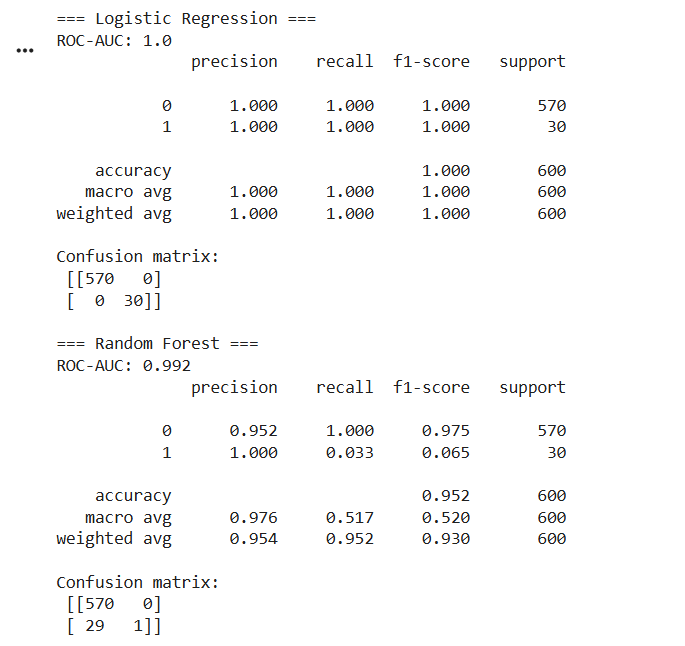 === Logistic Regression ===
ROC-AUC: 1.0
precision recall f1-score support
0 1.000 1.000 1.000 570
1 1.000 1.000 1.000 30
accuracy 1.000 600
macro avg 1.000 1.000 1.000 600
weighted avg 1.000 1.000 1.000 600
Confusion matrix:
[[570 0]
[ 0 30]]
=== Random Forest ===
ROC-AUC: 0.992
precision recall f1-score support
0 0.952 1.000 0.975 570
1 1.000 0.033 0.065 30
accuracy 0.952 600
macro avg 0.976 0.517 0.520 600
weighted avg 0.954 0.952 0.930 600
Confusion matrix:
[[570 0]
[ 29 1]]